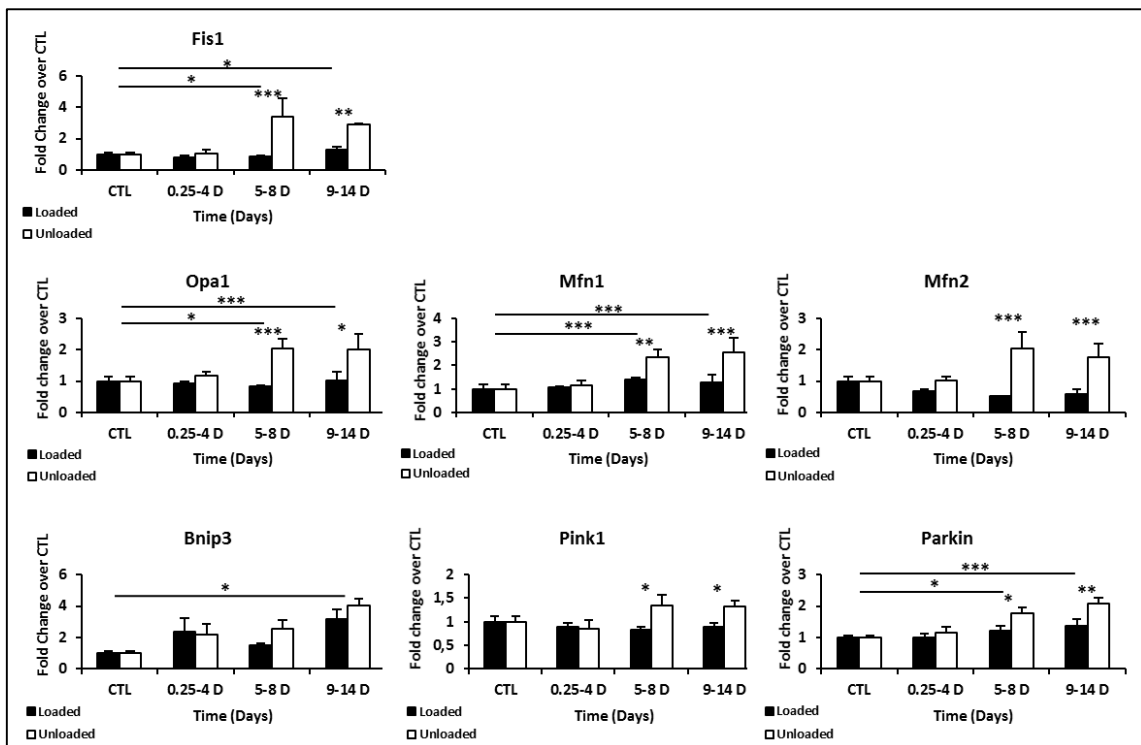 Fis1
Fold Change over CTL
6
4
2
0
*
*
***
**
CTL 0.25-4 D 5-8 D 9-14 D
Time (Days)
Loaded
Unloaded
Opa1
Fold change over CTL
3
2
1
0
***
*
***
*
CTL 0.25-4 D 5-8 D 9-14 D
Time (Days)
Loaded
Unloaded
Mfn1
Fold change over CTL
4
3
2
1
0
***
***
**
***
CTL 0.25-4 D 5-8 D 9-14 D
Time (Days)
Loaded
Unloaded
Mfn2
Fold change over CTL
3
2
1
0
***
***
CTL 0.25-4 D 5-8 D 9-14 D
Time (Days)
Loaded
Unloaded
Bnip3
Fold Change over CTL
6
4
2
0
*
CTL 0.25-4 D 5-8 D 9-14 D
Time (Days)
Loaded
Unloaded
Pink1
Fold change over CTL
2
1,5
1
0,5
0
*
*
CTL 0.25-4 D 5-8 D 9-14 D
Time (Days)
Loaded
Unloaded
Parkin
Fold change over CTL
3
2
1
0
***
*
*
**
CTL 0.25-4 D 5-8 D 9-14 D
Time (Days)
Loaded
Unloaded